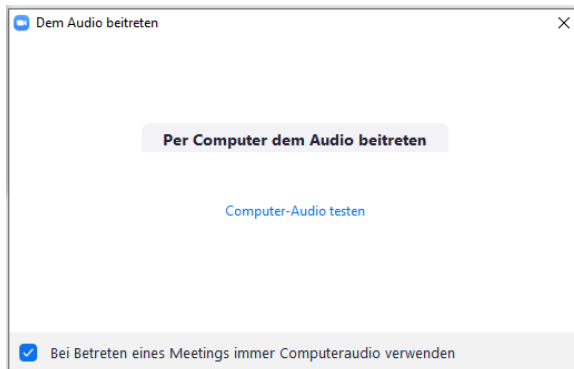 Dem Audio beitreten
Per Computer dem Audio beitreten
Computer-Audio testen
Bei Betreten eines Meetings immer Computeraudio verwenden